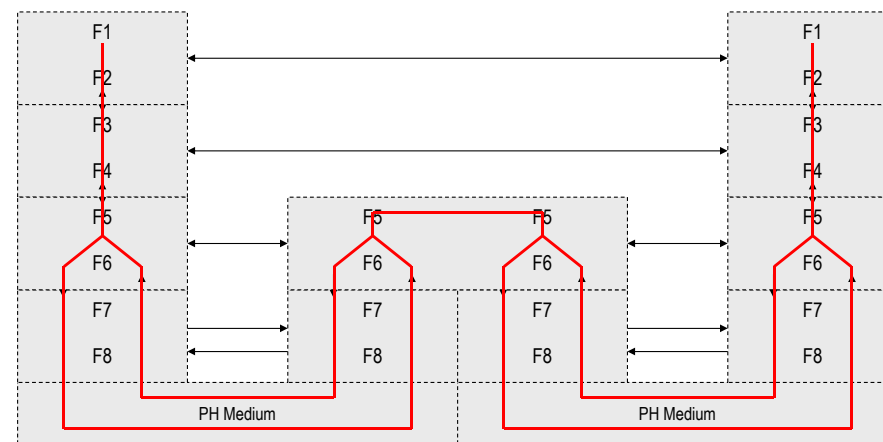 F1 F1
F2 F2
F3 F3
F4 F4
F5 F5 F5 F5
F6 F6 F6 F6
F7 F7 F7 F7
F8 F8 F8 F8
PH Medium PH Medium